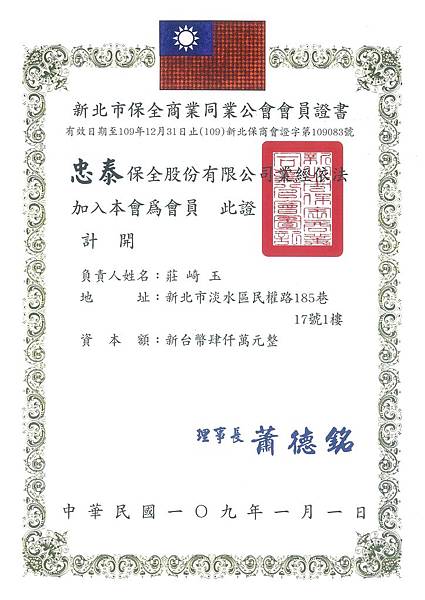 新北市保全商業同業公會會員證書
有效日期至109年12月31日止(109)新北保商會證字第109083號
忠泰保全股份有限公司業經依法
加入本會為會員 此證
計 開
負責人姓名：莊崎玉
地 址：新北市淡水區民權路185巷
17號1樓
資 本 額：新台幣肆仟萬元整
理事長 蕭德銘
中華民國一〇九年一月一日